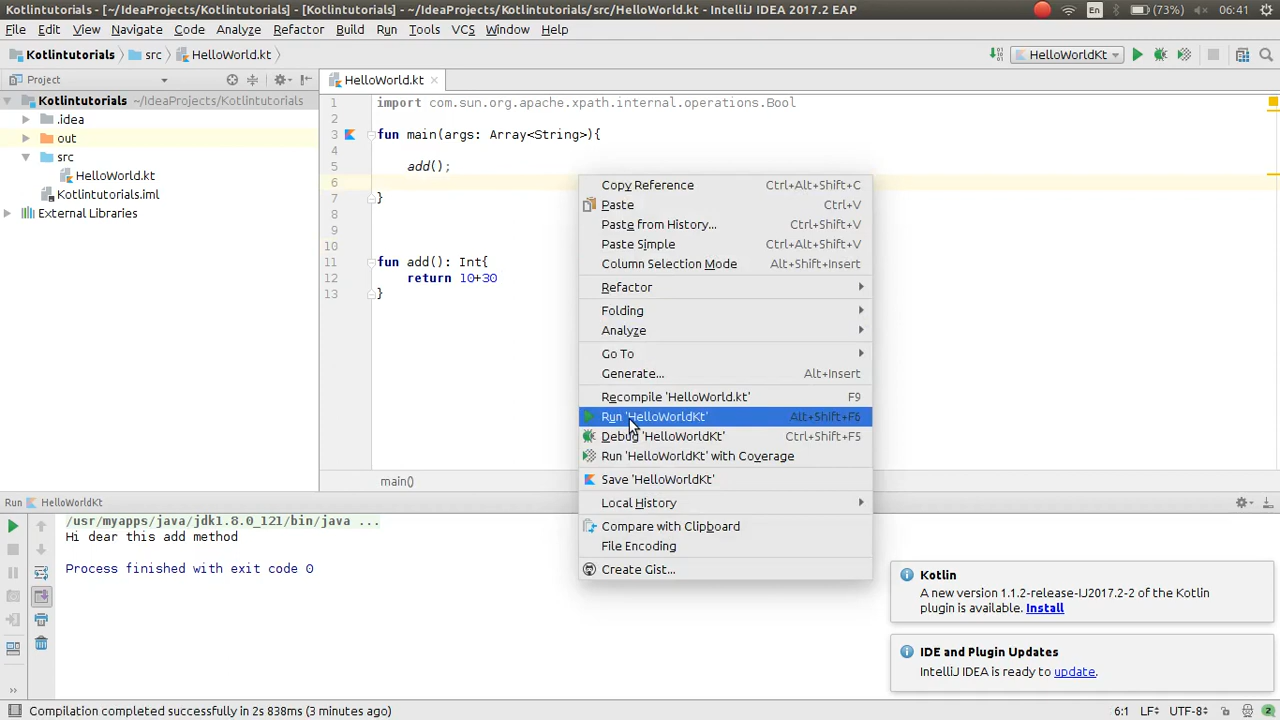 Kotlintutorials - [~/IdeaProjects/Kotlintutorials] - [Kotlintutorials] - ~/IdeaProjects/Kotlintutorials/src/HelloWorld.kt - IntelliJ IDEA 2017.2 EAP
En (73%) 06:41
File Edit View Navigate Code Analyze Refactor Build Run Tools VCS Window Help
Kotlintutorials src HelloWorld.kt HelloWorldKt
Project HelloWorld.kt
Kotlintutorials ~/IdeaProjects/Kotlintutorials
.idea
out
src
HelloWorld.kt
Kotlintutorials.iml
External Libraries
1 import com.sun.org.apache.xpath.internal.operations.Bool
2
3 fun main(args: Array<String>){
4
5 add();
6
7 }
8
9
10
11 fun add(): Int{
12 return 10+30
13 }
Copy Reference Ctrl+Alt+Shift+C
Paste Ctrl+V
Paste from History... Ctrl+Shift+V
Paste Simple Ctrl+Alt+Shift+V
Column Selection Mode Alt+Shift+Insert
Refactor
Folding
Analyze
Go To
Generate... Alt+Insert
Recompile 'HelloWorld.kt' F9
Run 'HelloWorldKt' Alt+Shift+F6
Debug 'HelloWorldKt' Ctrl+Shift+F5
Run 'HelloWorldKt' with Coverage
Save 'HelloWorldKt'
Local History
Compare with Clipboard
File Encoding
Create Gist...
main()
Run HelloWorldKt
/usr/myapps/java/jdk1.8.0_121/bin/java ...
Hi dear this add method
Process finished with exit code 0
Kotlin
A new version 1.1.2-release-IJ2017.2-2 of the Kotlin
plugin is available. Install
IDE and Plugin Updates
IntelliJ IDEA is ready to update.
Compilation completed successfully in 2s 838ms (3 minutes ago) 6:1 LF UTF-8 2